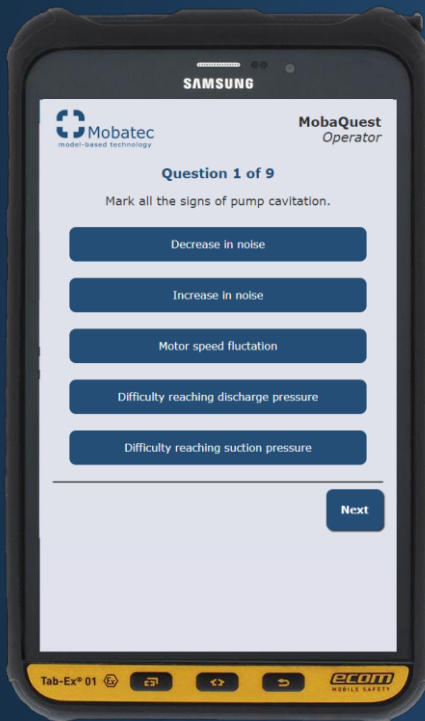 SAMSUNG
Mobatec
model-based technology
MobaQuest
Operator
Question 1 of 9
Mark all the signs of pump cavitation.
Decrease in noise
Increase in noise
Motor speed fluctation
Difficulty reaching discharge pressure
Difficulty reaching suction pressure
Next
Tab-Ex® 01 Ex
ecom
MOBILE SAFETY